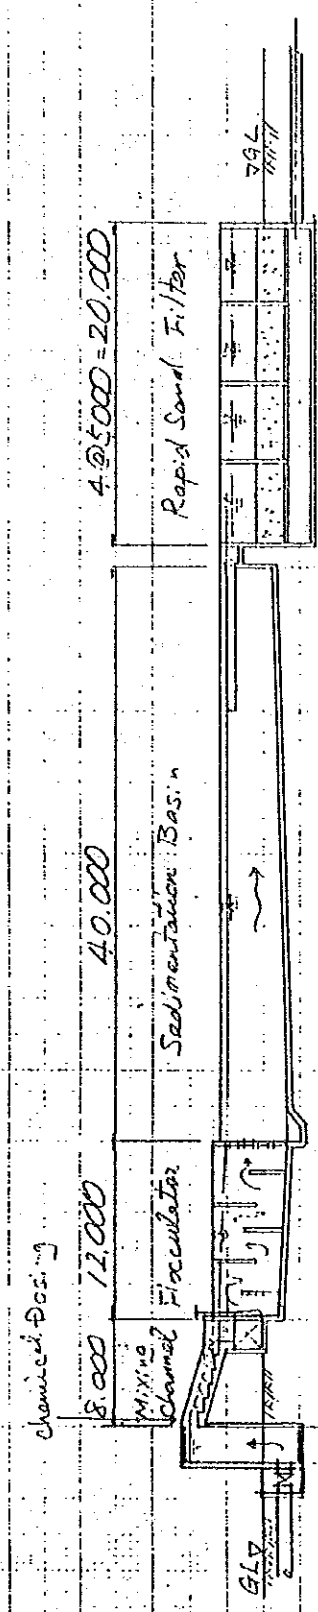 chemical Dosing
8.000
12.000
40.000
4@5000=20.000
Mixing
channel
Flocculator
Sedimantation Basin
Rapid Sand Filter
GL▽
▽GL